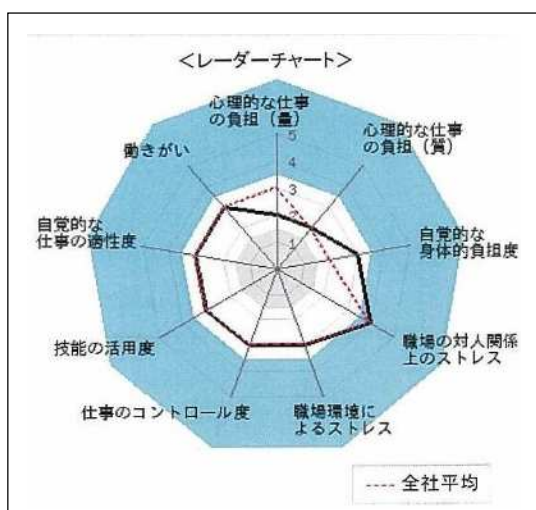 <レーダーチャート>
心理的な仕事
の負担（量）
心理的な仕事
の負担（質）
自覚的な
身体的負担度
職場の対人関係
上のストレス
職場環境に
よるストレス
仕事のコントロール度
技能の活用度
自覚的な
仕事の適性度
働きがい
5
4
3
2
1
全社平均